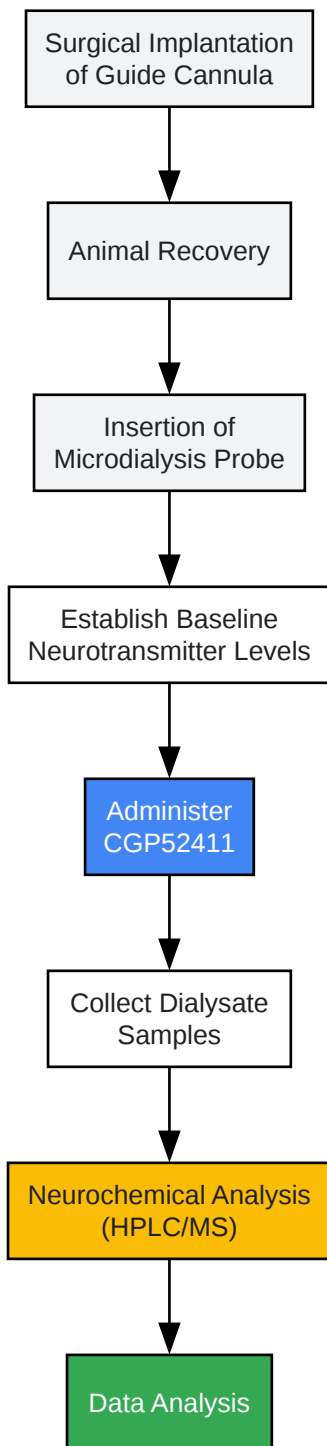 Surgical Implantation
of Guide Cannula
Animal Recovery
Insertion of
Microdialysis Probe
Establish Baseline
Neurotransmitter Levels
Administer
CGP52411
Collect Dialysate
Samples
Neurochemical Analysis
(HPLC/MS)
Data Analysis